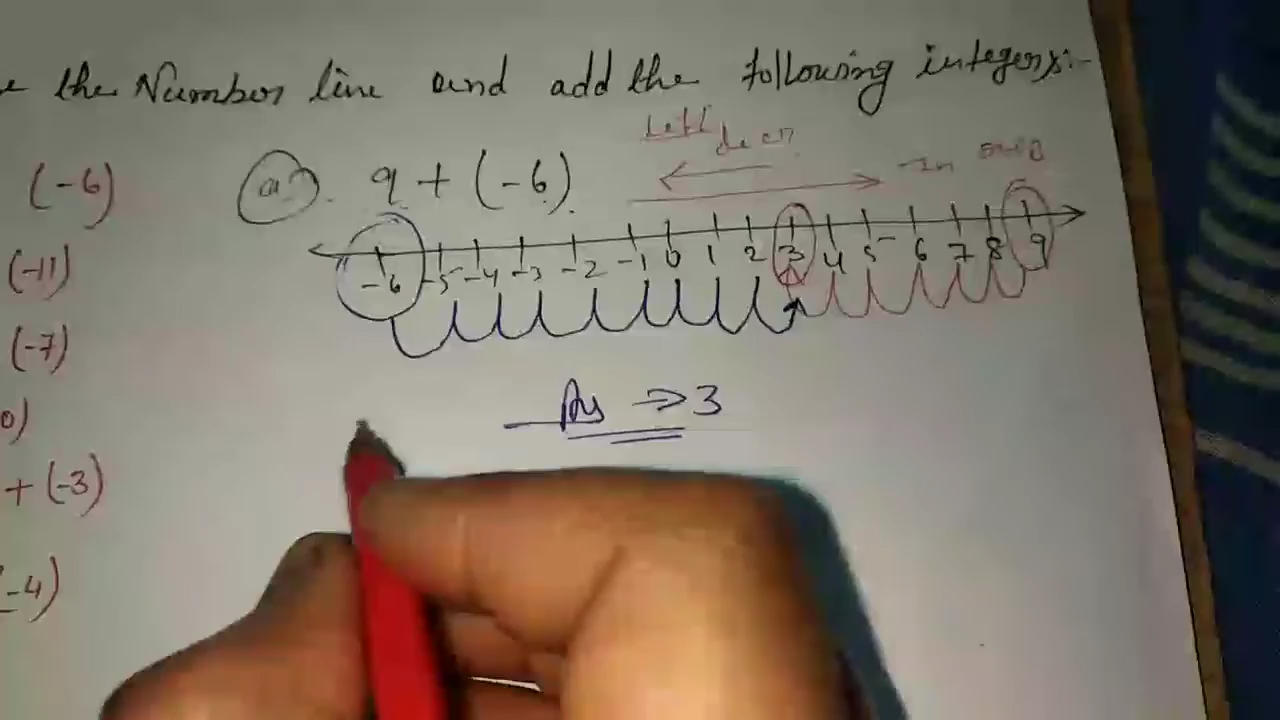 the Number line and add the following integers:-
Left
(-6)
(a) 9 + (-6)
-6 -5 -4 -3 -2 -1 0 1 2 3 4 5 6 7 8 9
(-11)
(-7)
Ans ⇒ 3
0)
+ (-3)
-4)